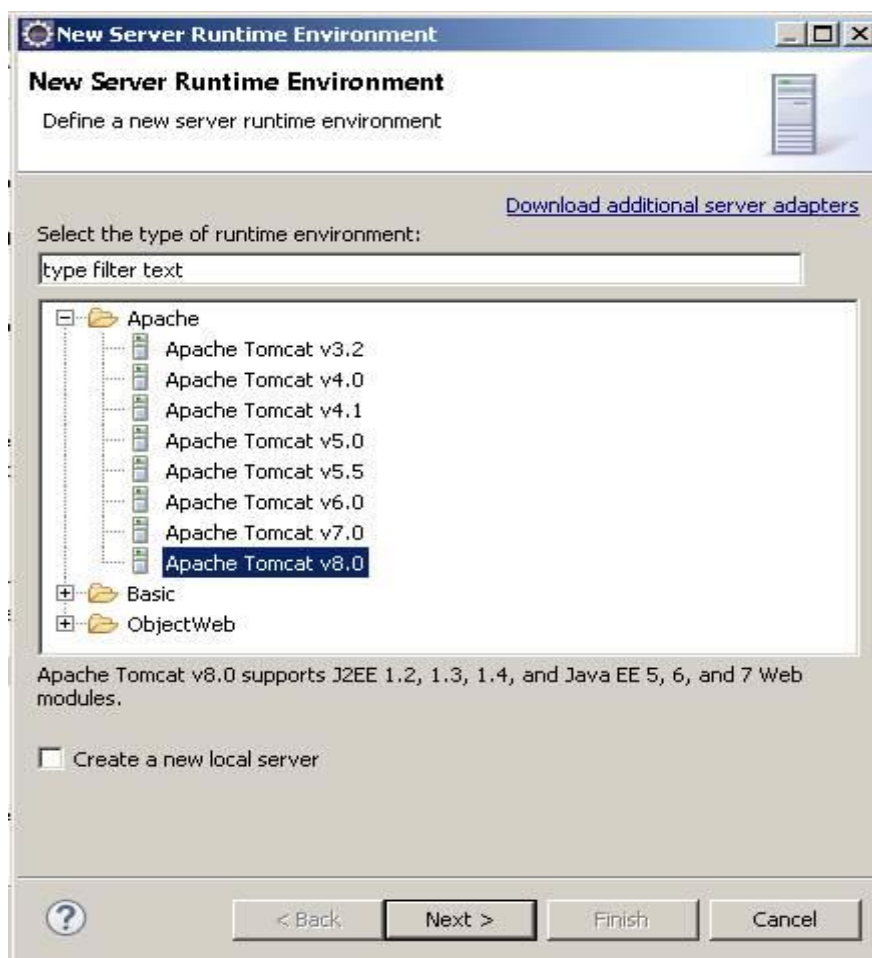 New Server Runtime Environment
New Server Runtime Environment
Define a new server runtime environment
Download additional server adapters
Select the type of runtime environment:
type filter text
Apache
Apache Tomcat v3.2
Apache Tomcat v4.0
Apache Tomcat v4.1
Apache Tomcat v5.0
Apache Tomcat v5.5
Apache Tomcat v6.0
Apache Tomcat v7.0
Apache Tomcat v8.0
Basic
ObjectWeb
Apache Tomcat v8.0 supports J2EE 1.2, 1.3, 1.4, and Java EE 5, 6, and 7 Web
modules.
Create a new local server
? < Back Next > Finish Cancel